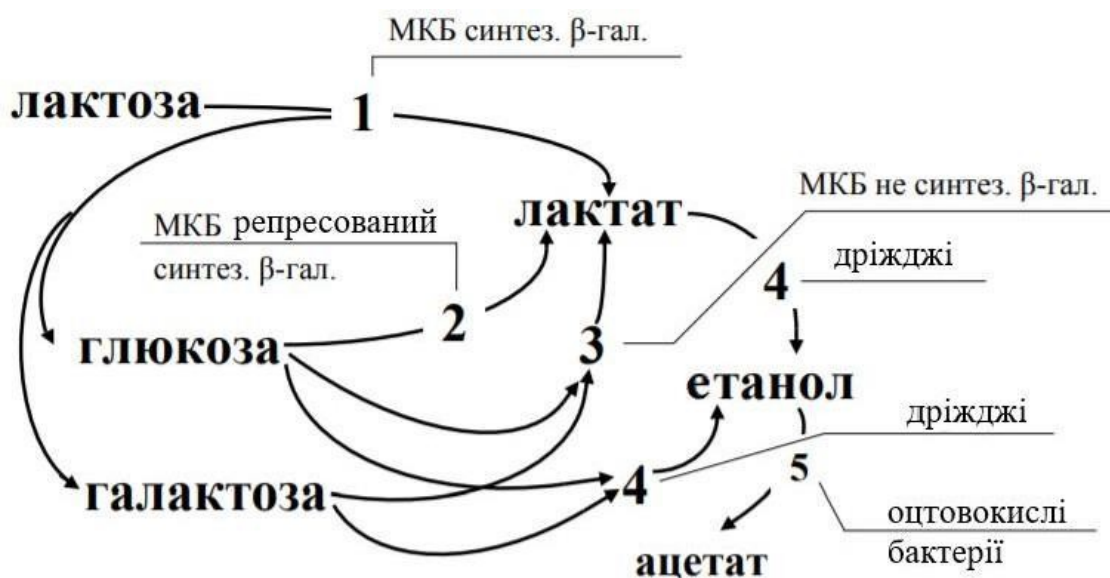 МКБ синтез. β-гал.
лактоза
1
МКБ не синтез. β-гал.
лактат
МКБ репресований
синтез. β-гал.
дріжджі
4
2
глюкоза
3
етанол
дріжджі
галактоза
4
5
оцтовокислі
бактерії
ацетат